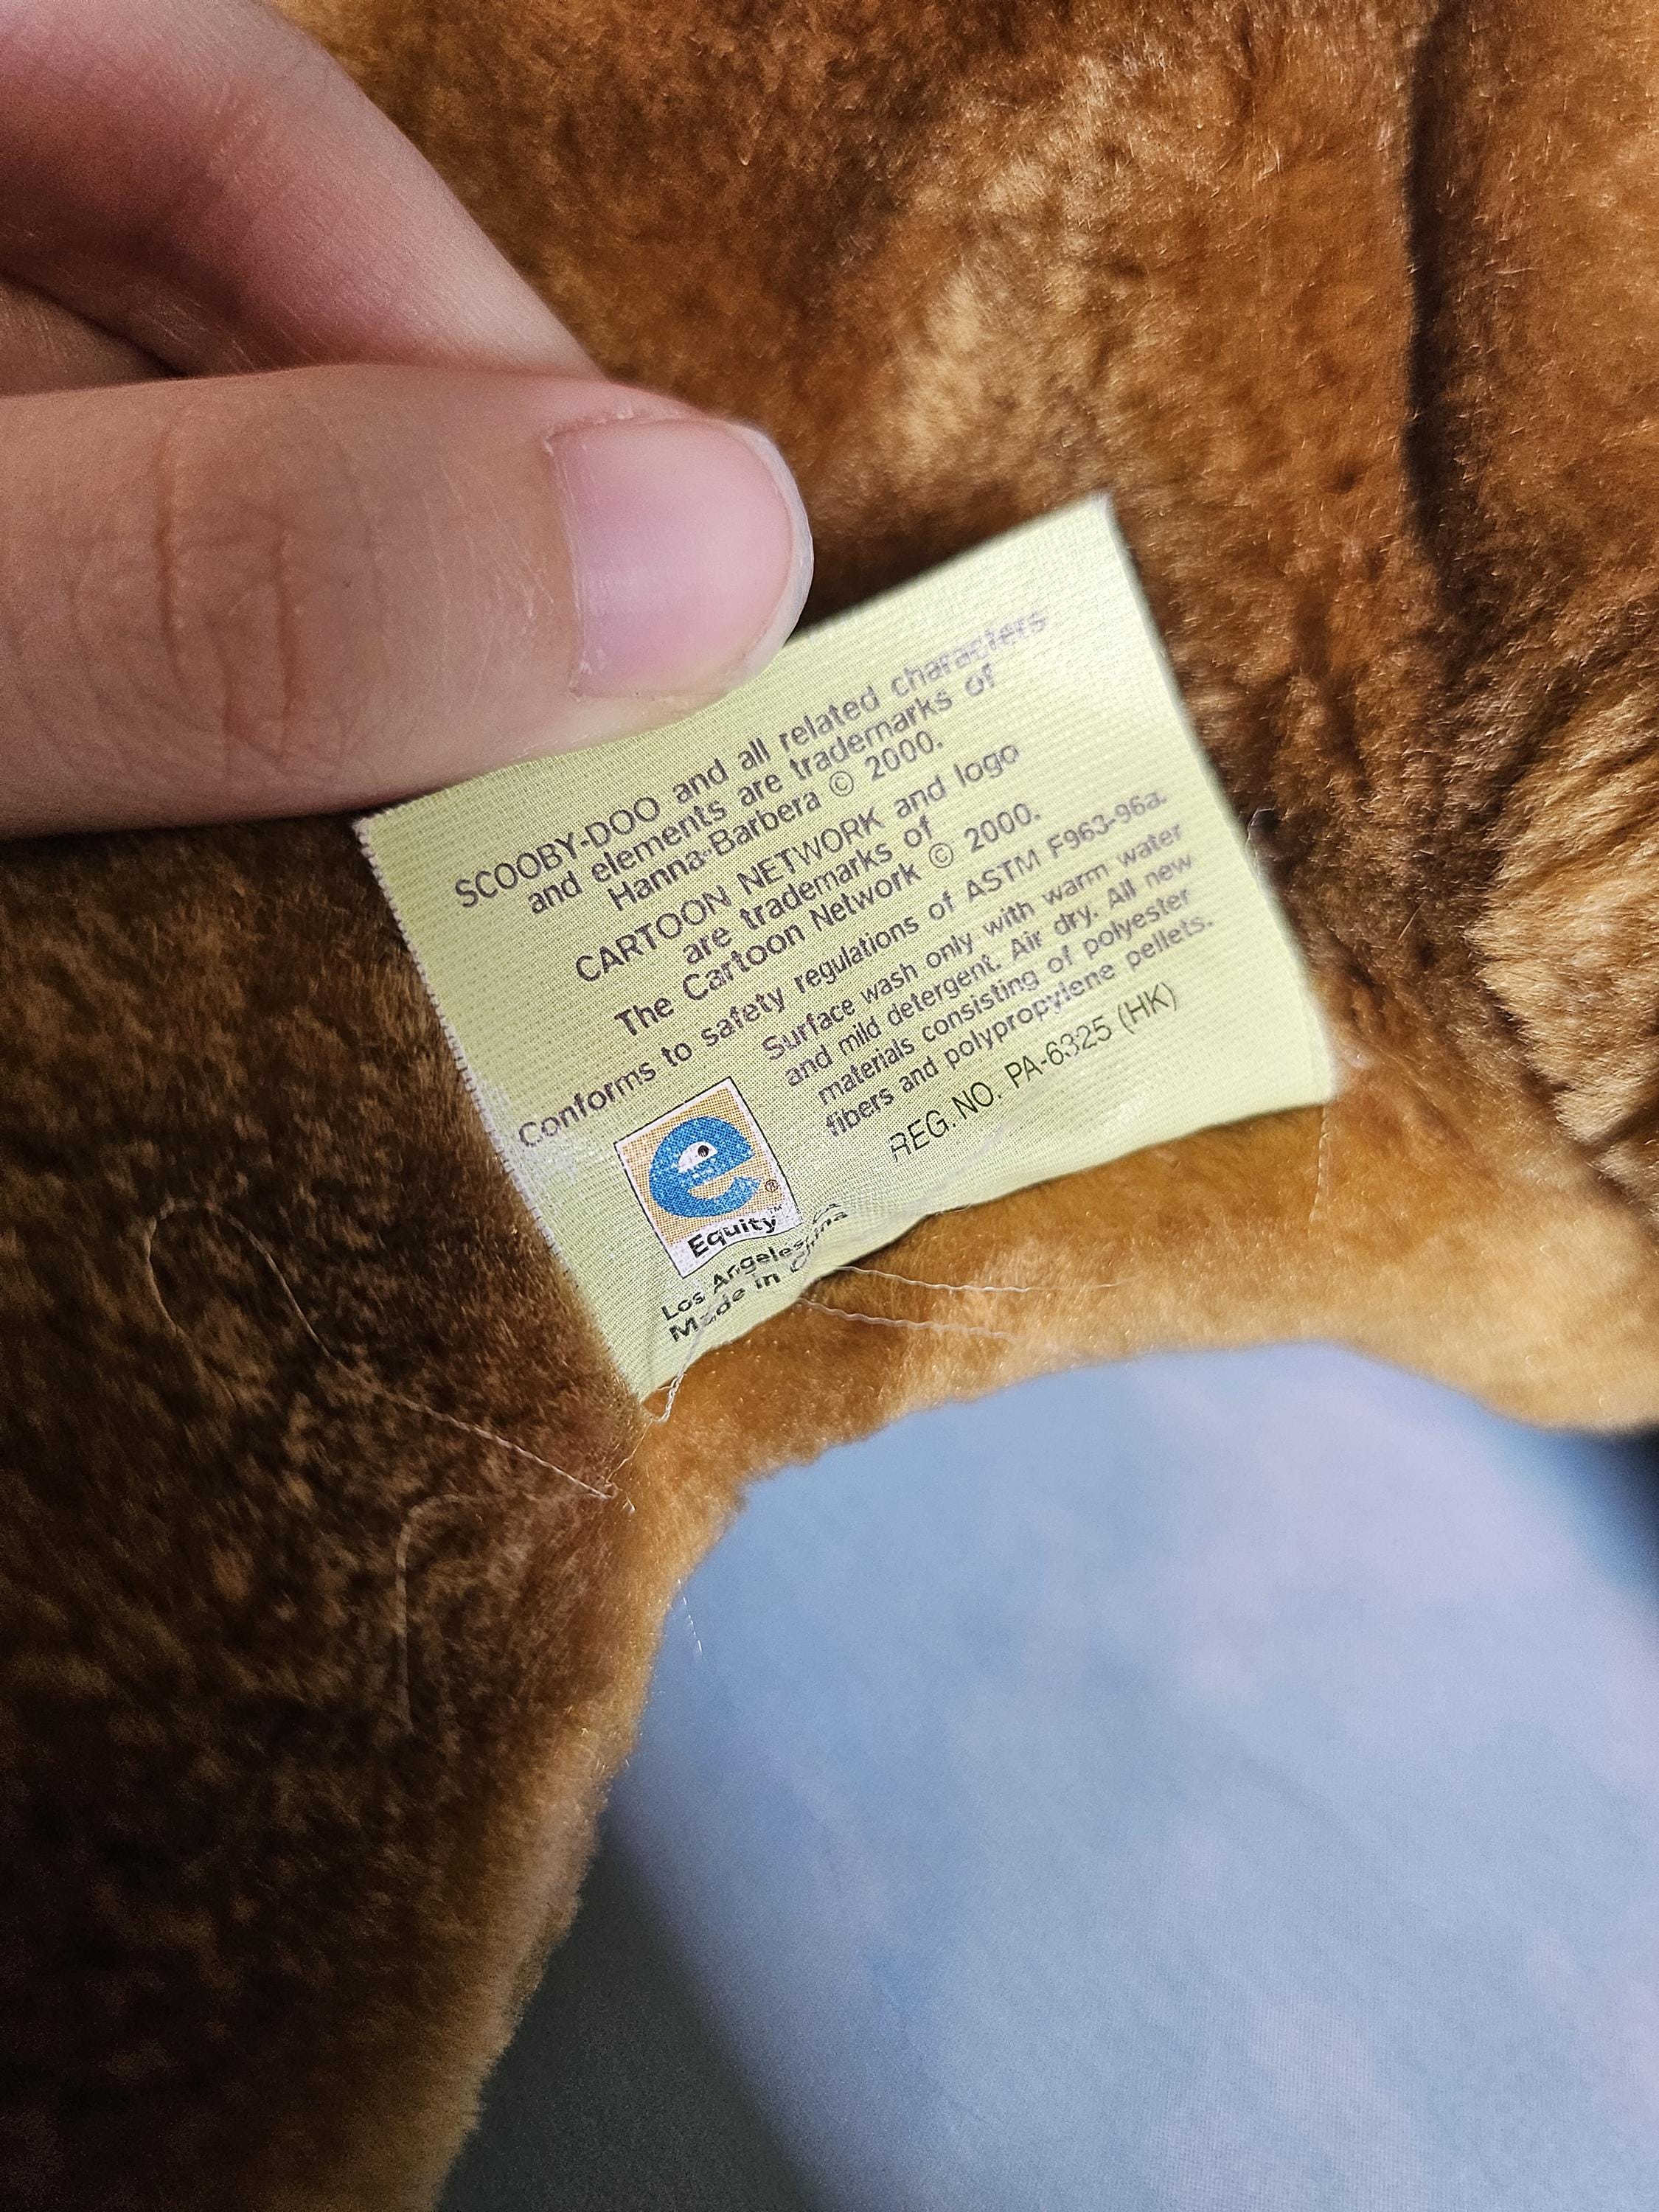 SCOOBY-DOO and all related characters
and elements are trademarks of
Hanna-Barbera © 2000.
CARTOON NETWORK and logo
are trademarks of
The Cartoon Network © 2000.
Conforms to safety regulations of ASTM F963-96a.
Surface wash only with warm water
and mild detergent. Air dry. All new
materials consisting of polyester
fibers and polypropylene pellets.
REG.NO. PA-6325 (HK)
e®
Equity™
Los Angeles, CA
Made in China